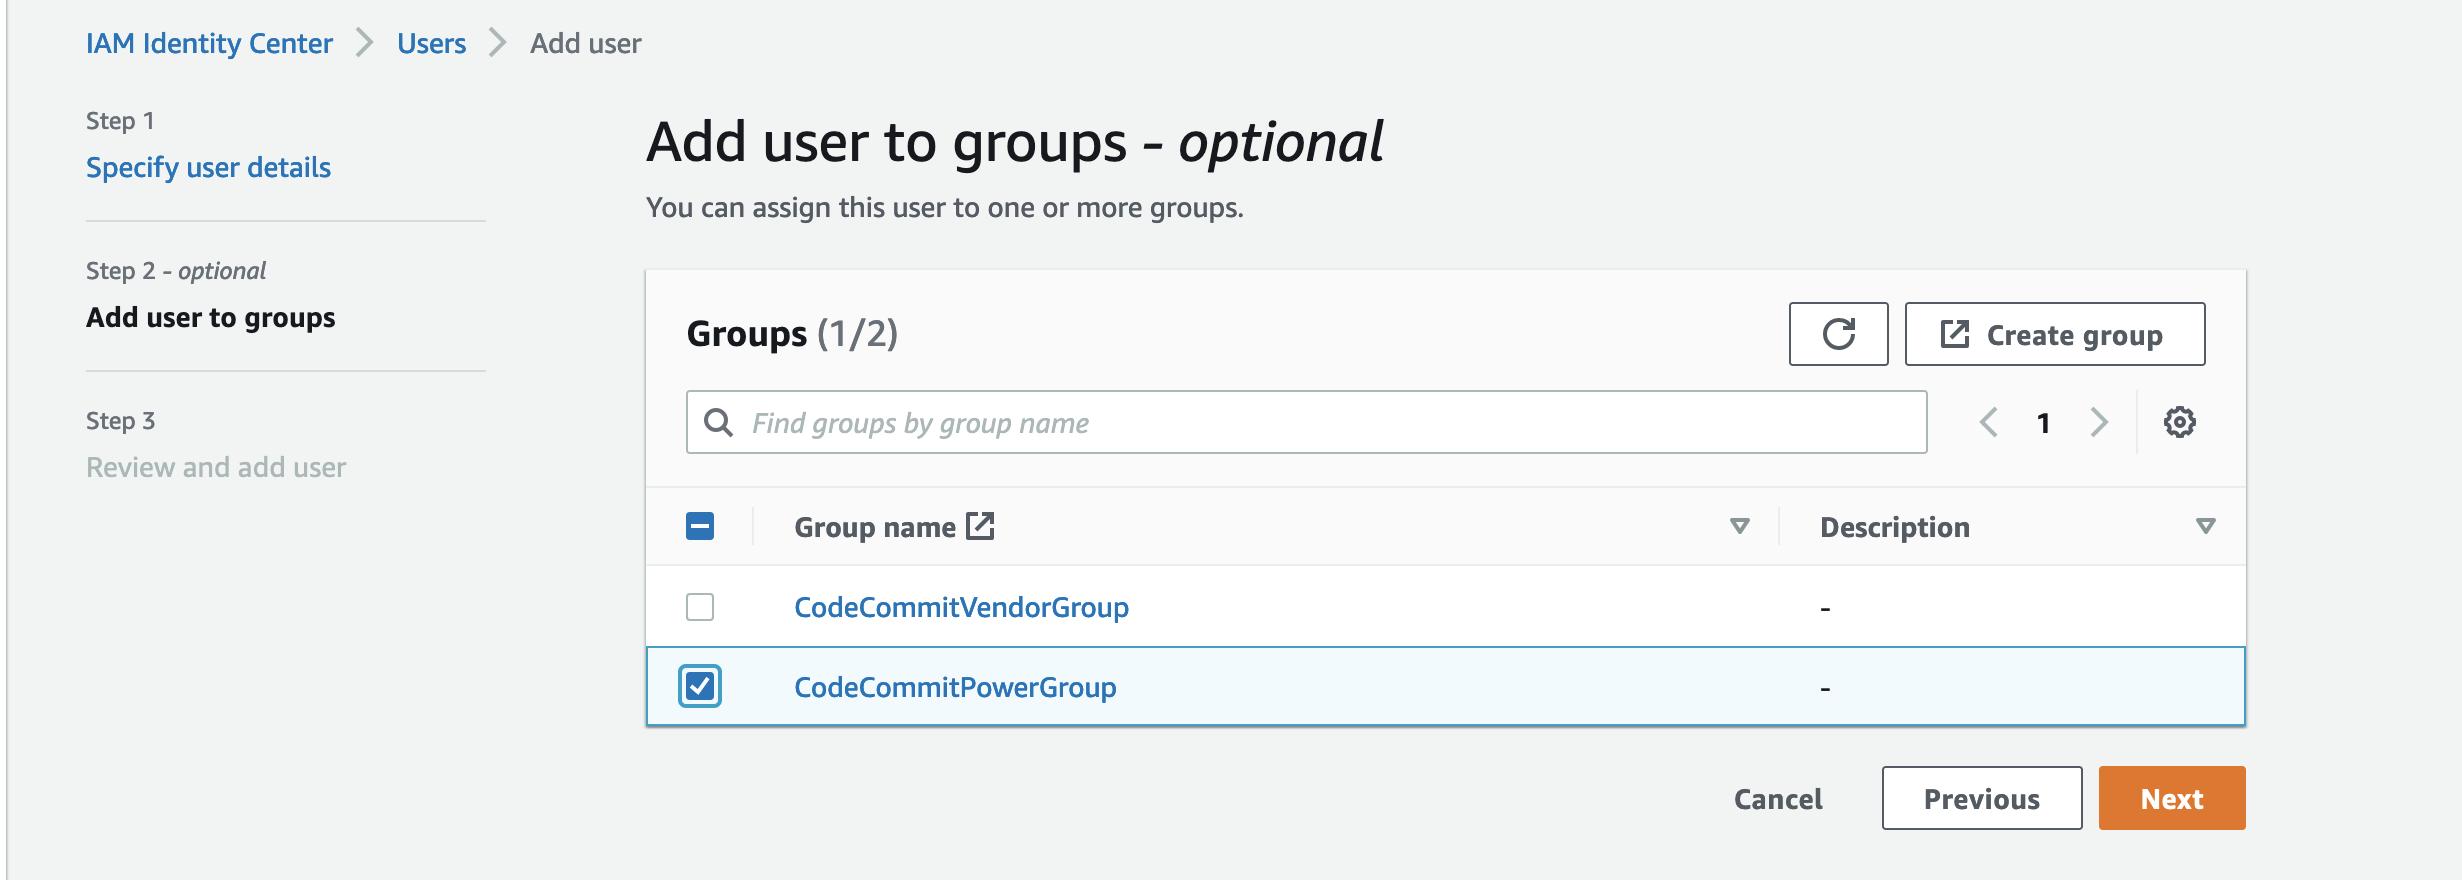 IAM Identity Center
Users
Add user
Step 1
Specify user details
Step 2 - optional
Add user to groups
Step 3
Review and add user
Add user to groups - optional
You can assign this user to one or more groups.
Groups (1/2)
Create group
Find groups by group name
1
Group name
Description
CodeCommitVendorGroup
-
CodeCommitPowerGroup
-
Cancel
Previous
Next